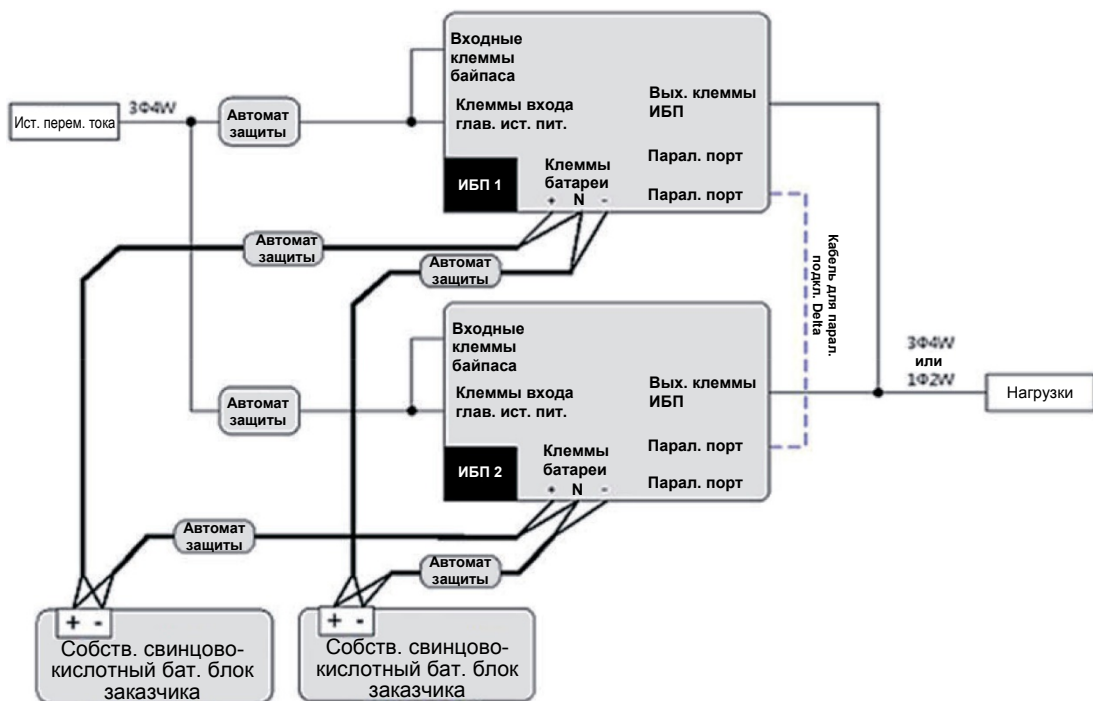 Входные
клеммы
байпаса
3Ф4W
Ист. перем. тока
Автомат
защиты
Клеммы входа
глав. ист. пит.
Вых. клеммы
ИБП
Парал. порт
Парал. порт
ИБП 1
Клеммы
батареи
+ N -
Автомат
защиты
Автомат
защиты
Кабель для парал.
подкл. Delta
Входные
клеммы
байпаса
Автомат
защиты
Клеммы входа
глав. ист. пит.
Вых. клеммы
ИБП
Парал. порт
Парал. порт
ИБП 2
Клеммы
батареи
+ N -
3Ф4W
или
1Ф2W
Нагрузки
Автомат
защиты
Автомат
защиты
+ -
Собств. свинцово-
кислотный бат. блок
заказчика
+ -
Собств. свинцово-
кислотный бат. блок
заказчика